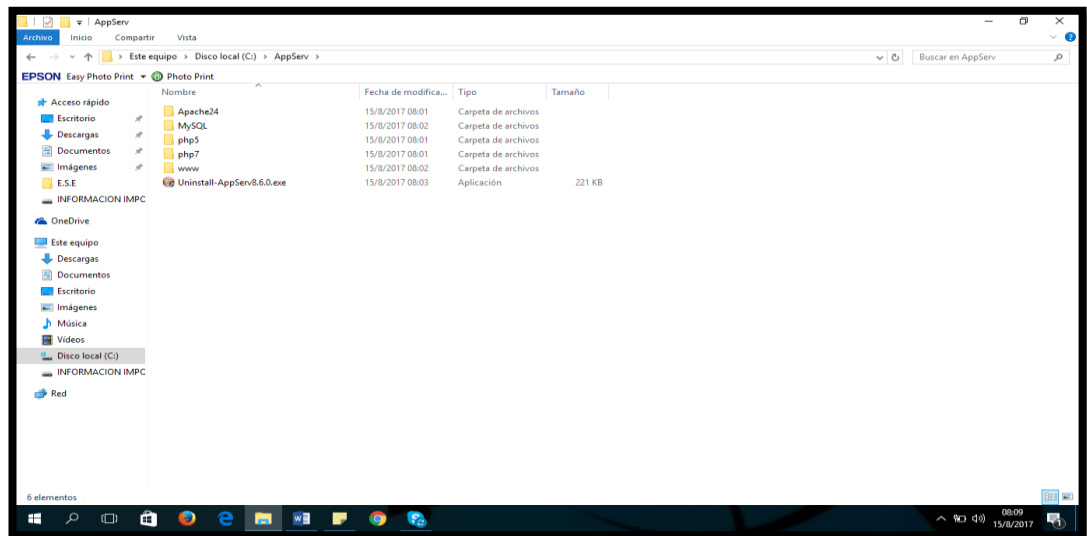 AppServ
Archivo Inicio Compartir Vista
Este equipo > Disco local (C:) > AppServ >
Buscar en AppServ
EPSON Easy Photo Print Photo Print
Nombre Fecha de modifica... Tipo Tamaño
Acceso rápido
Escritorio
Descargas
Documentos
Imágenes
E.S.E
INFORMACION IMPC
OneDrive
Este equipo
Descargas
Documentos
Escritorio
Imágenes
Música
Vídeos
Disco local (C:)
INFORMACION IMPC
Red
Apache24 15/8/2017 08:01 Carpeta de archivos
MySQL 15/8/2017 08:02 Carpeta de archivos
php5 15/8/2017 08:01 Carpeta de archivos
php7 15/8/2017 08:01 Carpeta de archivos
www 15/8/2017 08:02 Carpeta de archivos
Uninstall-AppServ8.6.0.exe 15/8/2017 08:03 Aplicación 221 KB
6 elementos
08:09
15/8/2017